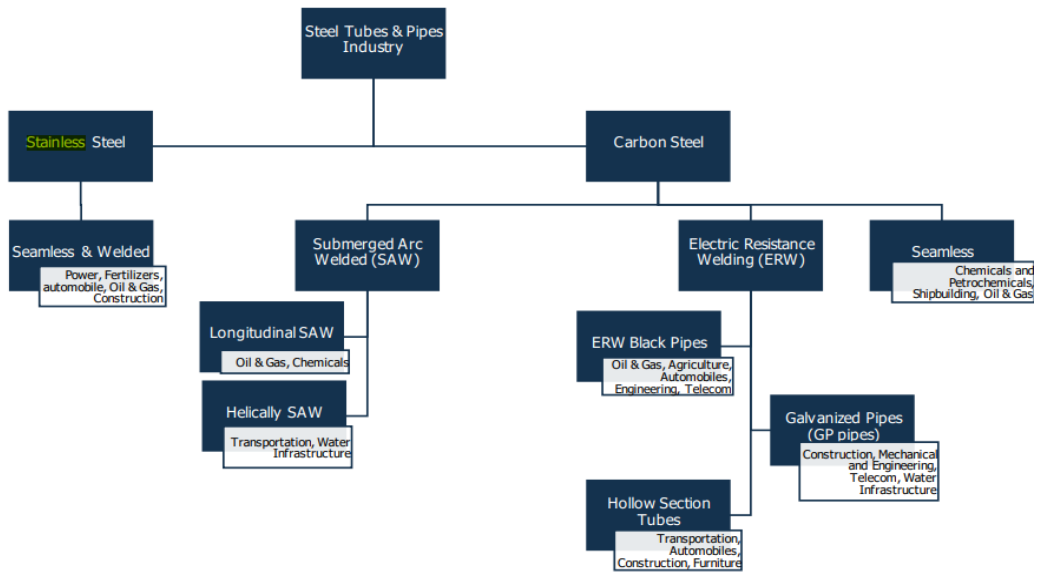 Steel Tubes & Pipes
Industry
Stainless Steel
Carbon Steel
Seamless & Welded
Power, Fertilizers,
automobile, Oil & Gas,
Construction
Submerged Arc
Welded (SAW)
Electric Resistance
Welding (ERW)
Seamless
Chemicals and
Petrochemicals,
Shipbuilding, Oil & Gas
Longitudinal SAW
Oil & Gas, Chemicals
Helically SAW
Transportation, Water
Infrastructure
ERW Black Pipes
Oil & Gas, Agriculture,
Automobiles,
Engineering, Telecom
Galvanized Pipes
(GP pipes)
Construction, Mechanical
and Engineering,
Telecom, Water
Infrastructure
Hollow Section
Tubes
Transportation,
Automobiles,
Construction, Furniture